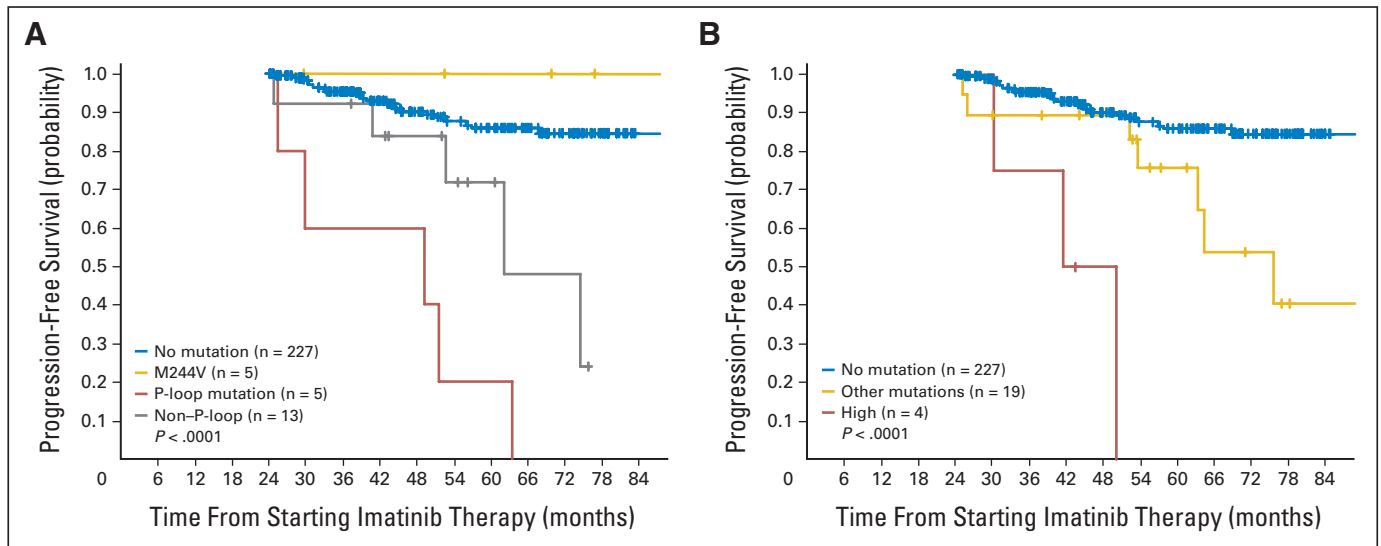 A
Progression-Free Survival (probability)
1.0
0.9
0.8
0.7
0.6
0.5
0.4
0.3
0.2
0.1
No mutation (n = 227)
M244V (n = 5)
P-loop mutation (n = 5)
Non–P-loop (n = 13)
P < .0001
0 6 12 18 24 30 36 42 48 54 60 66 72 78 84
Time From Starting Imatinib Therapy (months)
B
Progression-Free Survival (probability)
1.0
0.9
0.8
0.7
0.6
0.5
0.4
0.3
0.2
0.1
No mutation (n = 227)
Other mutations (n = 19)
High (n = 4)
P < .0001
0 6 12 18 24 30 36 42 48 54 60 66 72 78 84
Time From Starting Imatinib Therapy (months)